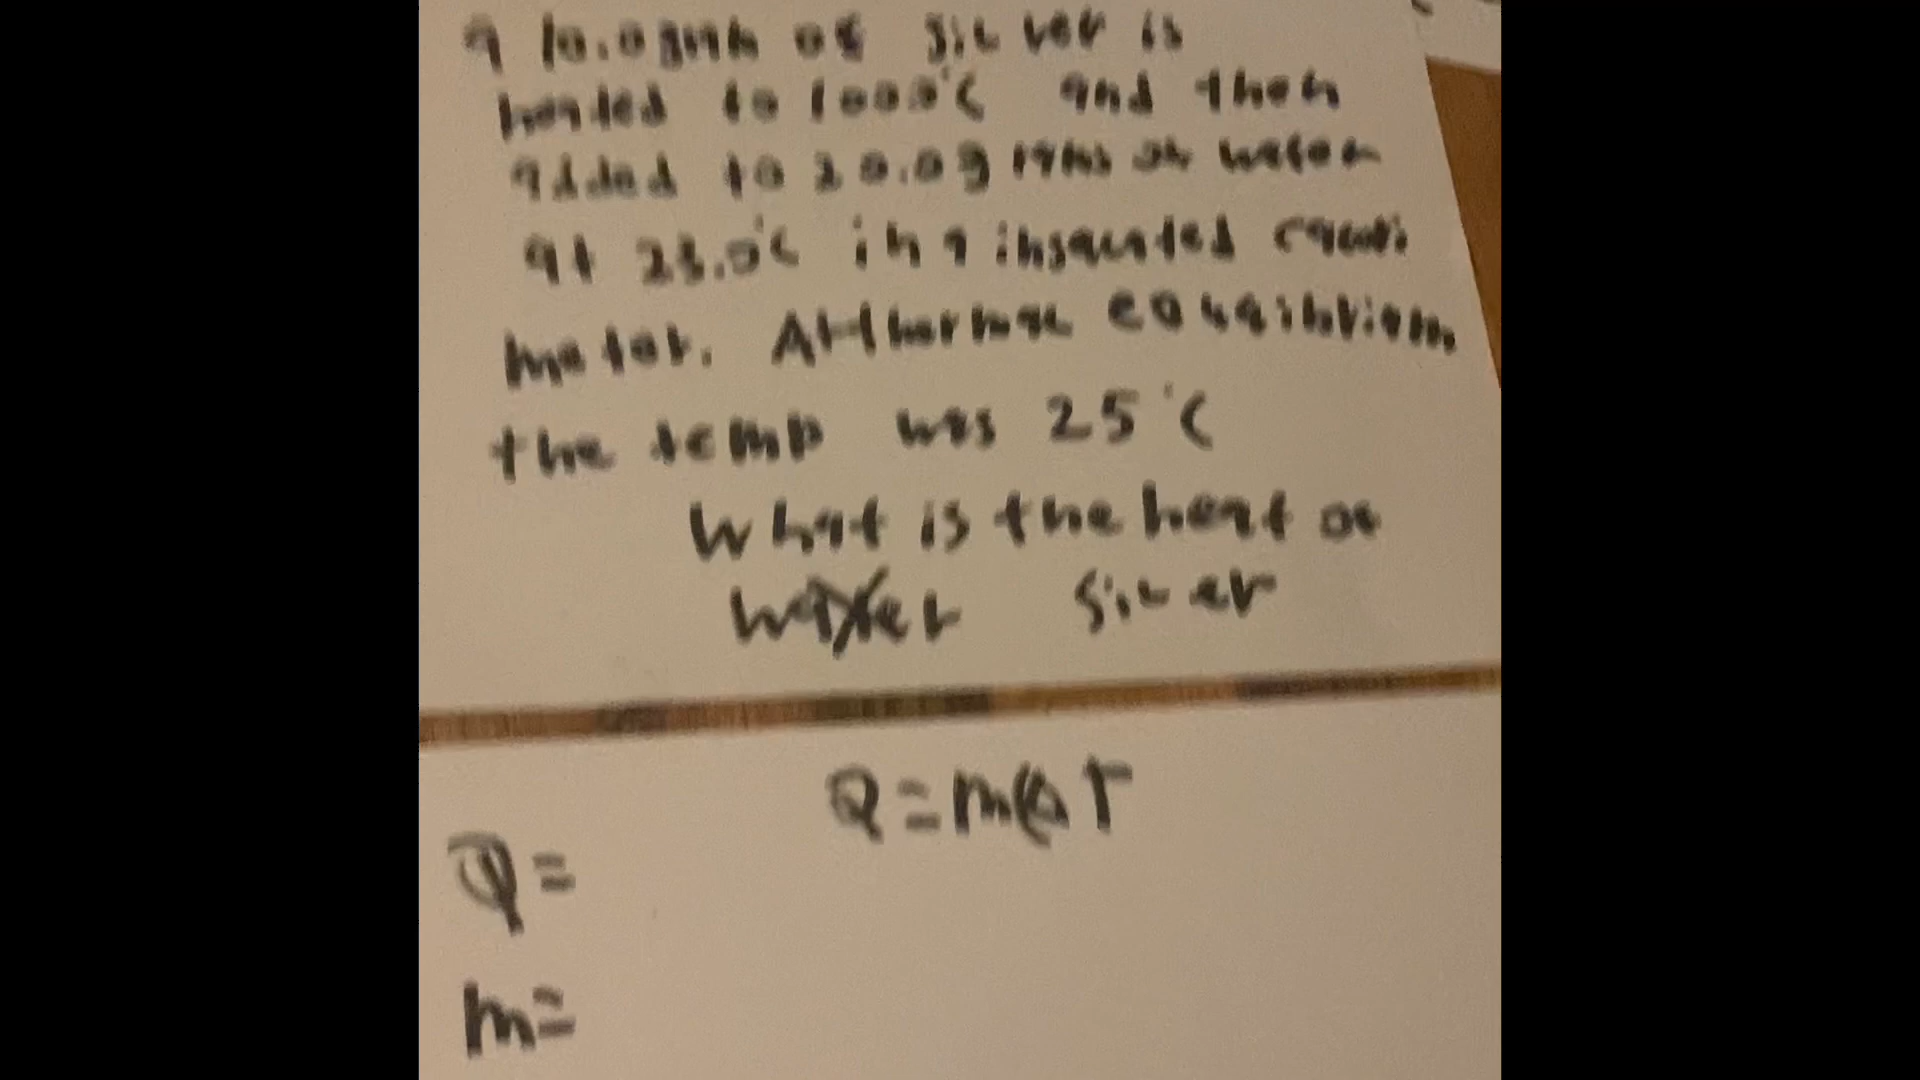 a 10.0gram of silver is
heated to 100.0°C and then
added to 20.0grams of water
at 23.0°C in a insulated calori
meter. At thermal equilibrium
the temp was 25°C
What is the heat of
water silver
Q=mCΔT
Q=
m=